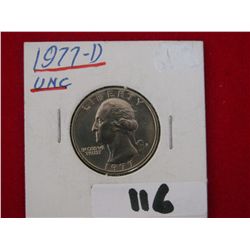 1977-D
UNC
LIBERTY
IN GOD WE
TRUST
D
1977
116